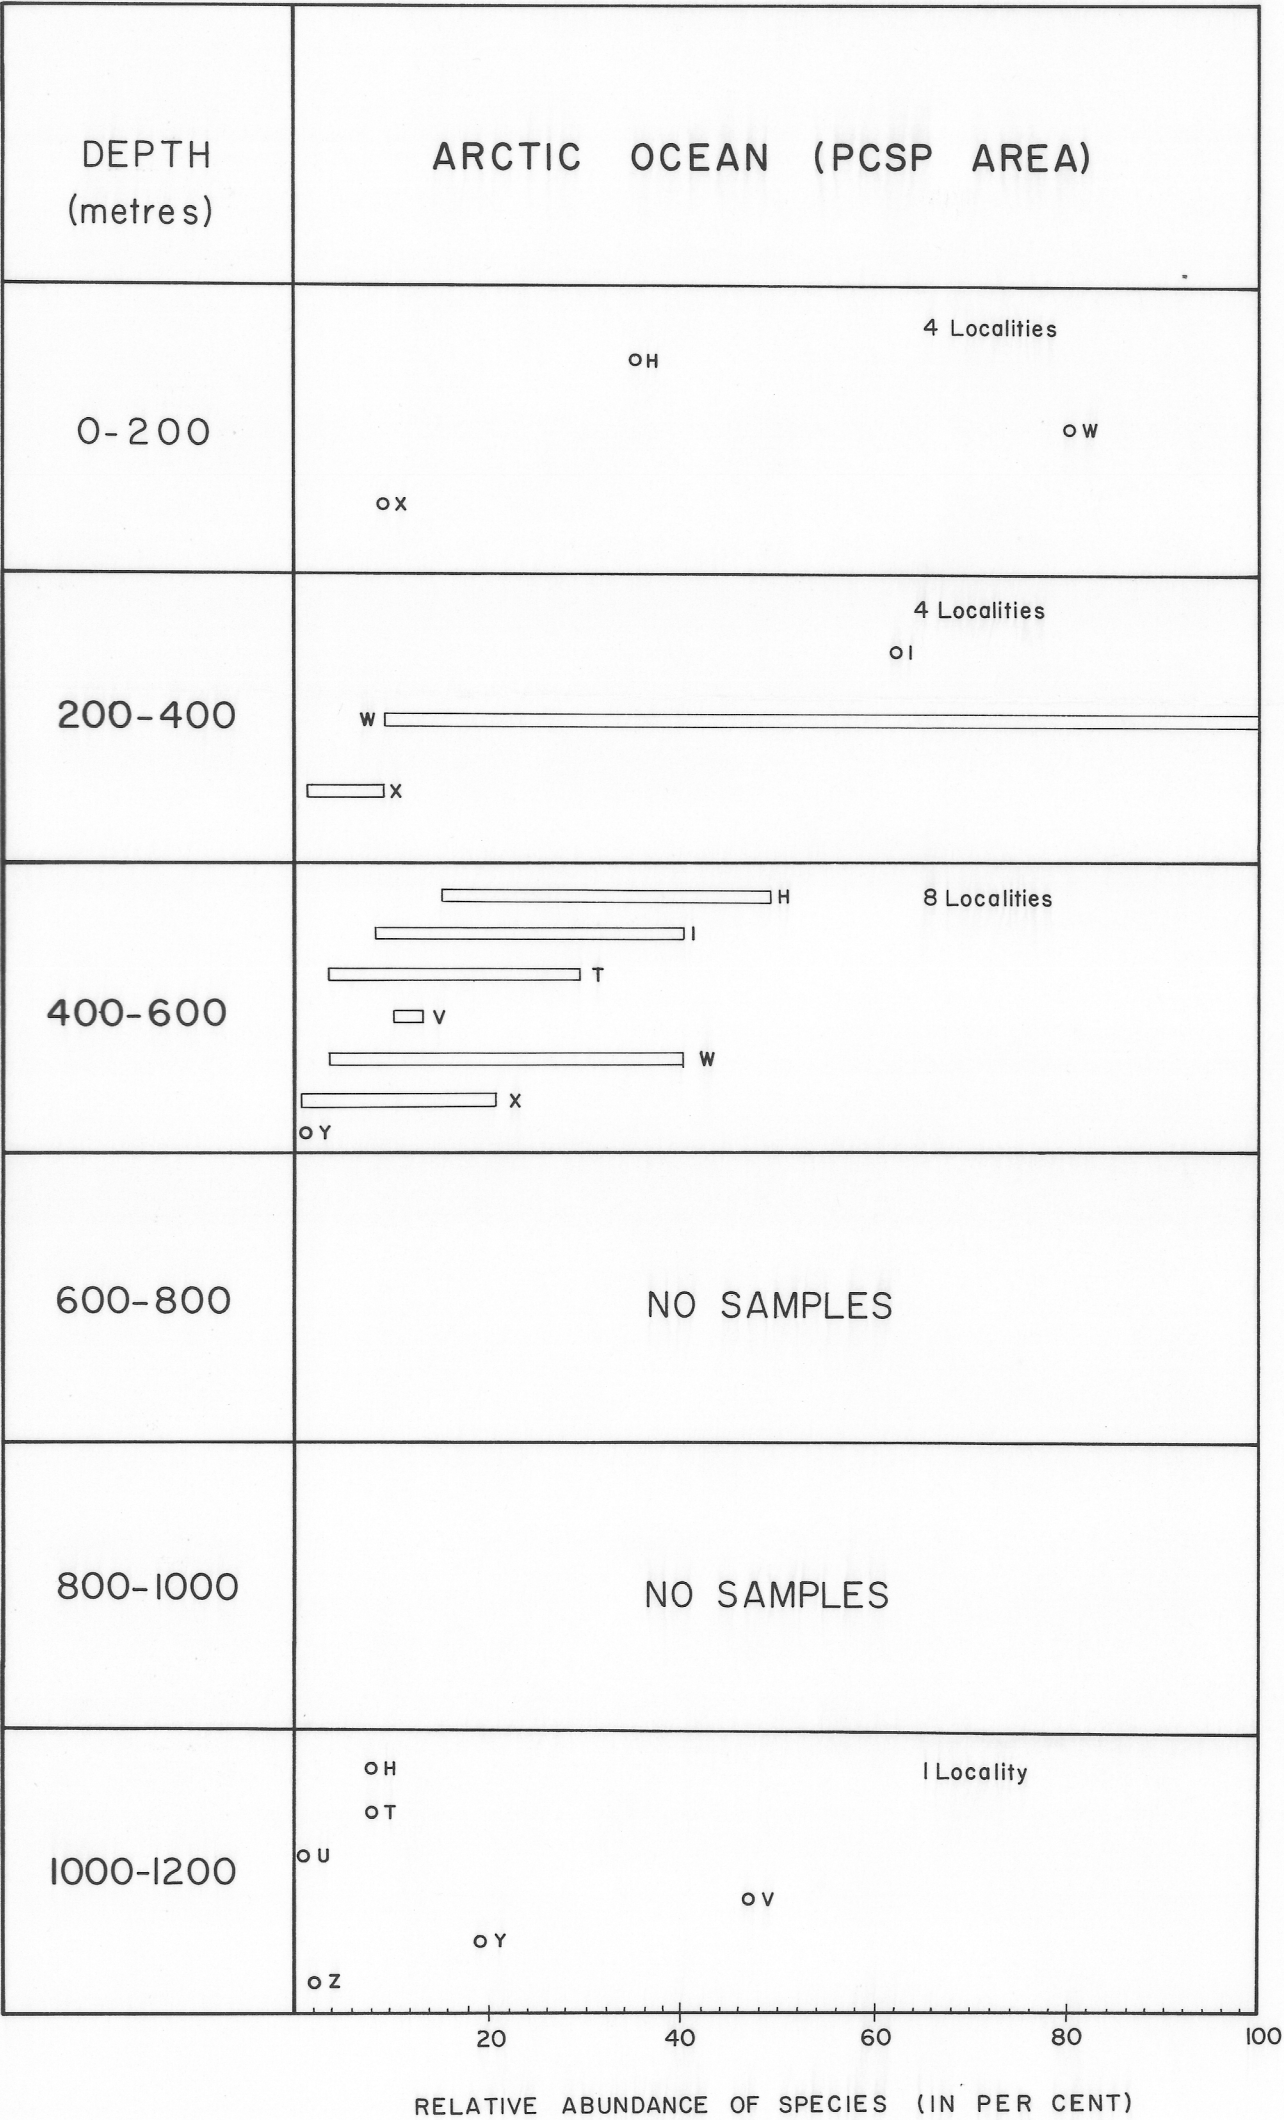 DEPTH
(metres)
ARCTIC OCEAN (PCSP AREA)
0-200
4 Localities
H
W
X
200-400
4 Localities
I
W
X
400-600
8 Localities
H
I
T
V
W
X
Y
600-800
NO SAMPLES
800-1000
NO SAMPLES
1000-1200
1 Locality
H
T
U
V
Y
Z
20 40 60 80 100
RELATIVE ABUNDANCE OF SPECIES (IN PER CENT)